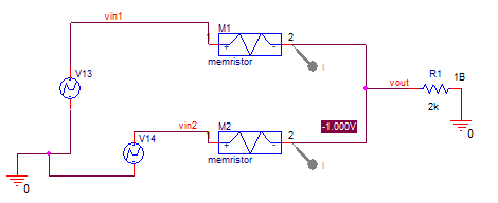 vin1
M1
1
2
+
-
memristor
I
V13
vout
R1
1B
2k
0
vin2
M2
-1.000V
2
V14
+
-
memristor
I
0